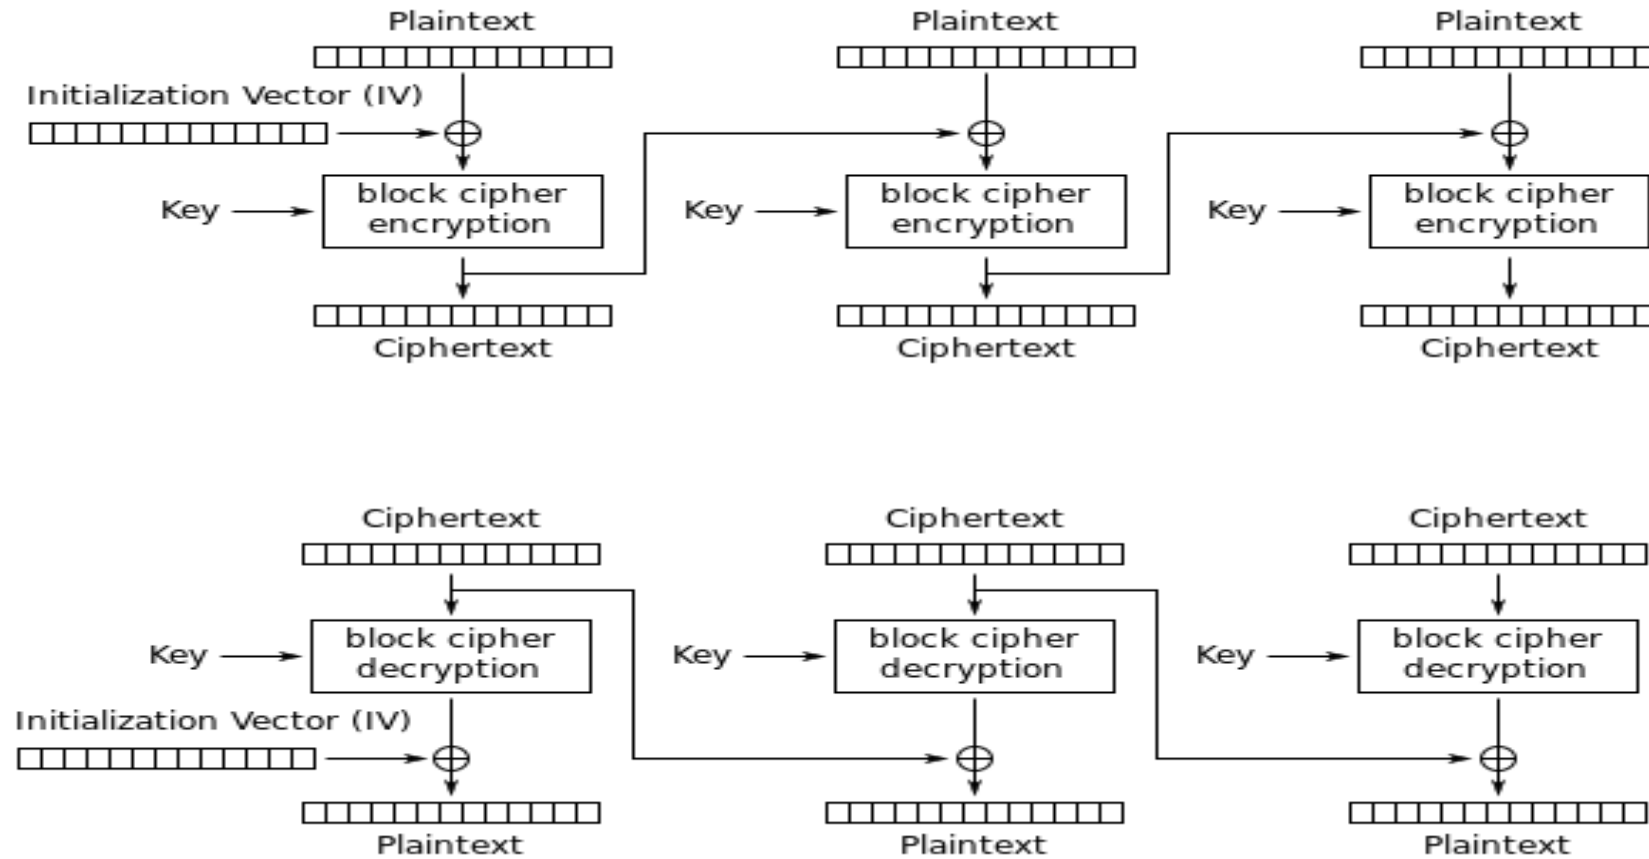 Plaintext Plaintext Plaintext
Initialization Vector (IV)
Key block cipher encryption Key block cipher encryption Key block cipher encryption
Ciphertext Ciphertext Ciphertext
Ciphertext Ciphertext Ciphertext
Key block cipher decryption Key block cipher decryption Key block cipher decryption
Initialization Vector (IV)
Plaintext Plaintext Plaintext